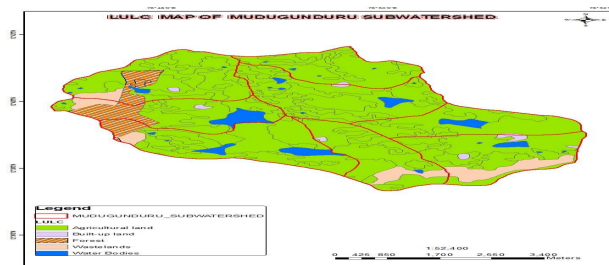 LULC MAP OF MUDUGUNDURU SUBWATERSHED
Legend
MUDUGUNDURU_SUBWATERSHED
LULC
Agricultural land
Built-up land
Forest
Wastelands
Water Bodies
1:52,400
0 425 850 1,700 2,550 3,400
Meters